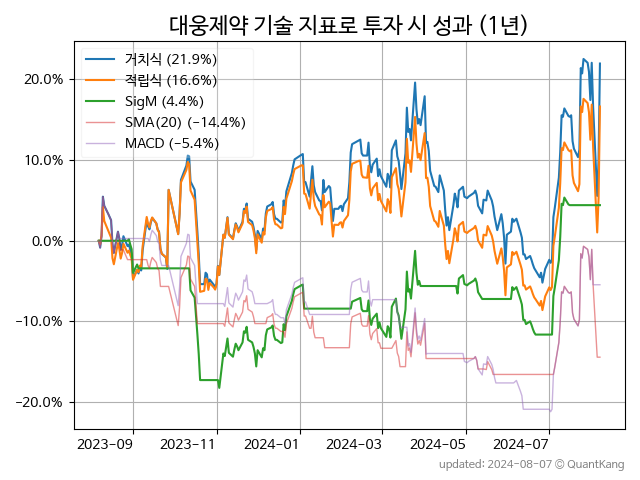 대웅제약 기술 지표로 투자 시 성과 (1년)
거치식 (21.9%)
적립식 (16.6%)
SigM (4.4%)
SMA(20) (−14.4%)
MACD (−5.4%)
20.0%
10.0%
0.0%
−10.0%
−20.0%
2023-09 2023-11 2024-01 2024-03 2024-05 2024-07
updated: 2024-08-07 © QuantKang